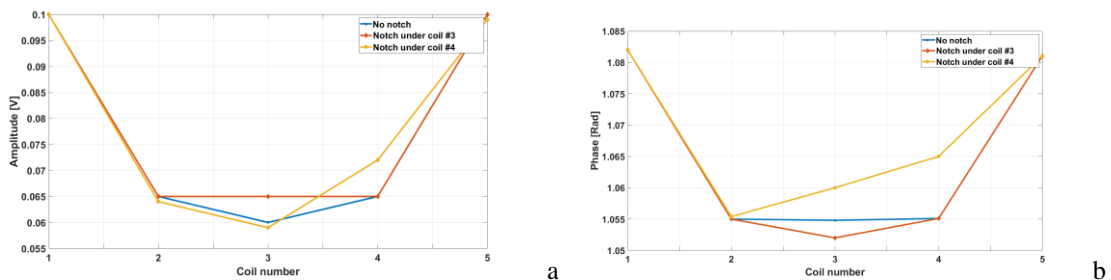 0.1
0.095
0.09
0.085
0.08
0.075
0.07
0.065
0.06
0.055
Amplitude [V]
1
2
3
4
5
Coil number
No notch
Notch under coil #3
Notch under coil #4
a
1.085
1.08
1.075
1.07
1.065
1.06
1.055
1.05
Phase [Rad]
1
2
3
4
5
Coil number
No notch
Notch under coil #3
Notch under coil #4
b